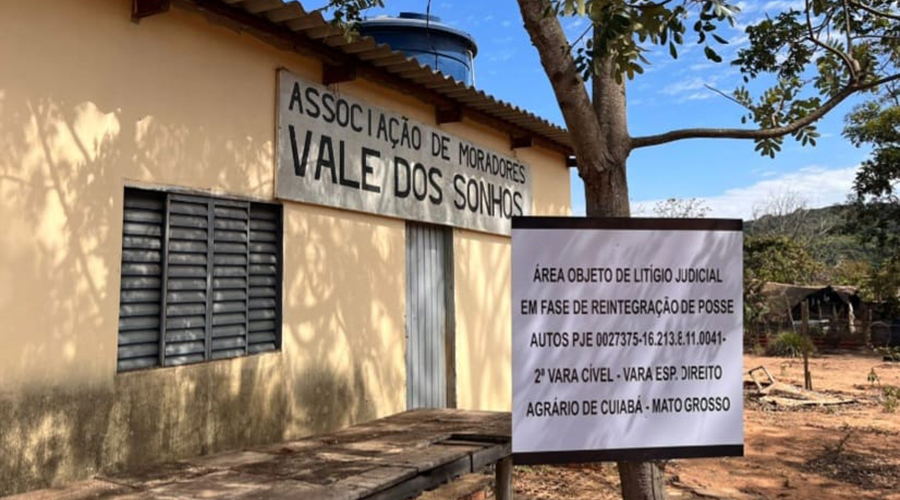 ASSOCIAÇÃO DE MORADORES
VALE DOS SONHOS
ÁREA OBJETO DE LITÍGIO JUDICIAL
EM FASE DE REINTEGRAÇÃO DE POSSE
AUTOS PJE 0027375-16.213.8.11.0041-
2ª VARA CÍVEL - VARA ESP. DIREITO
AGRÁRIO DE CUIABÁ - MATO GROSSO